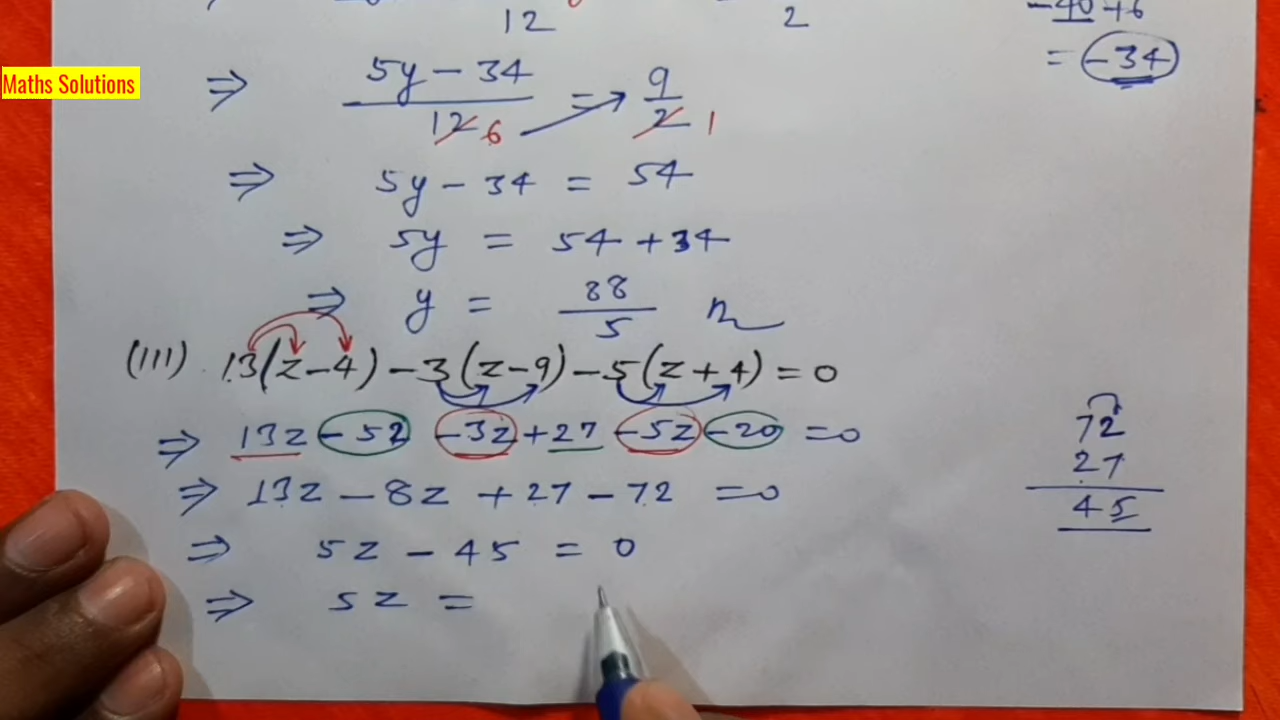 12 2
-40+6
= -34
Maths Solutions
⇒ 5y - 34 / 12 6 = 9 / 2 1
⇒ 5y - 34 = 54
⇒ 5y = 54 + 34
⇒ y = 88 / 5
(III) 13(z-4) - 3(z-9) - 5(z+4) = 0
⇒ 13z - 52 - 3z + 27 - 5z - 20 = 0
⇒ 13z - 8z + 27 - 72 = 0
⇒ 5z - 45 = 0
⇒ 5z =
72
27
45